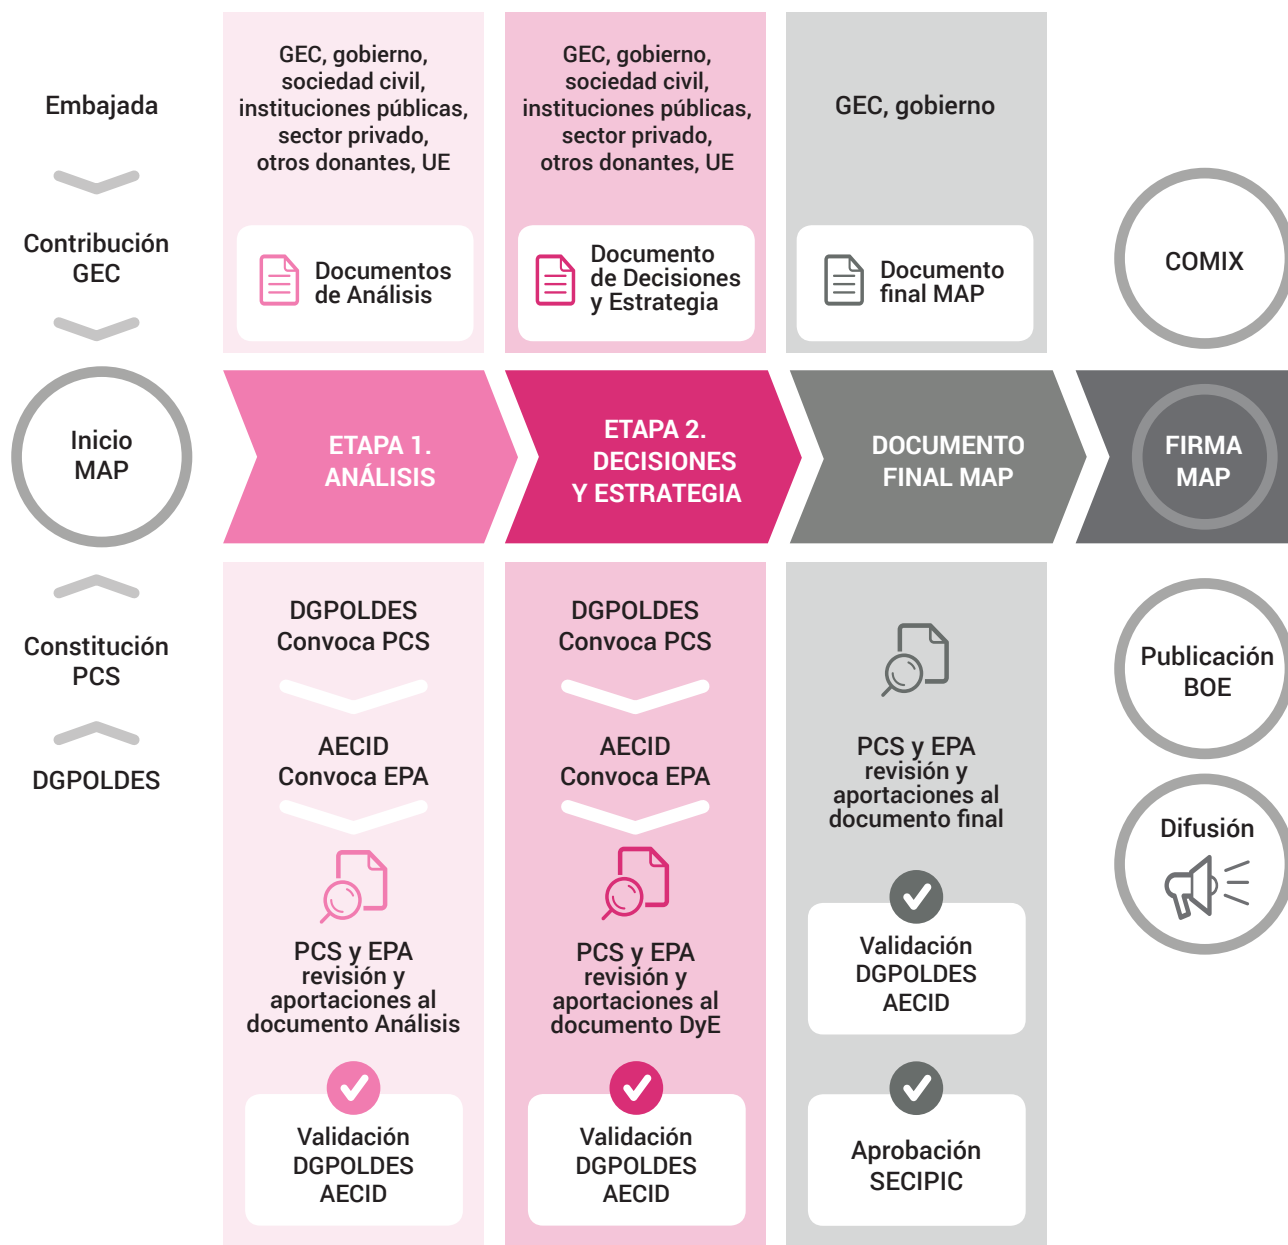 Embajada
Contribución
GEC
Inicio
MAP
Constitución
PCS
DGPOLDES
GEC, gobierno,
sociedad civil,
instituciones públicas,
sector privado,
otros donantes, UE
Documentos
de Análisis
ETAPA 1.
ANÁLISIS
DGPOLDES
Convoca PCS
AECID
Convoca EPA
PCS y EPA
revisión y
aportaciones al
documento Análisis
Validación
DGPOLDES
AECID
GEC, gobierno,
sociedad civil,
instituciones públicas,
sector privado,
otros donantes, UE
Documento
de Decisiones
y Estrategia
ETAPA 2.
DECISIONES
Y ESTRATEGIA
DGPOLDES
Convoca PCS
AECID
Convoca EPA
PCS y EPA
revisión y
aportaciones al
documento DyE
Validación
DGPOLDES
AECID
GEC, gobierno
Documento
final MAP
DOCUMENTO
FINAL MAP
PCS y EPA
revisión y
aportaciones al
documento final
Validación
DGPOLDES
AECID
Aprobación
SECIPIC
COMIX
FIRMA
MAP
Publicación
BOE
Difusión